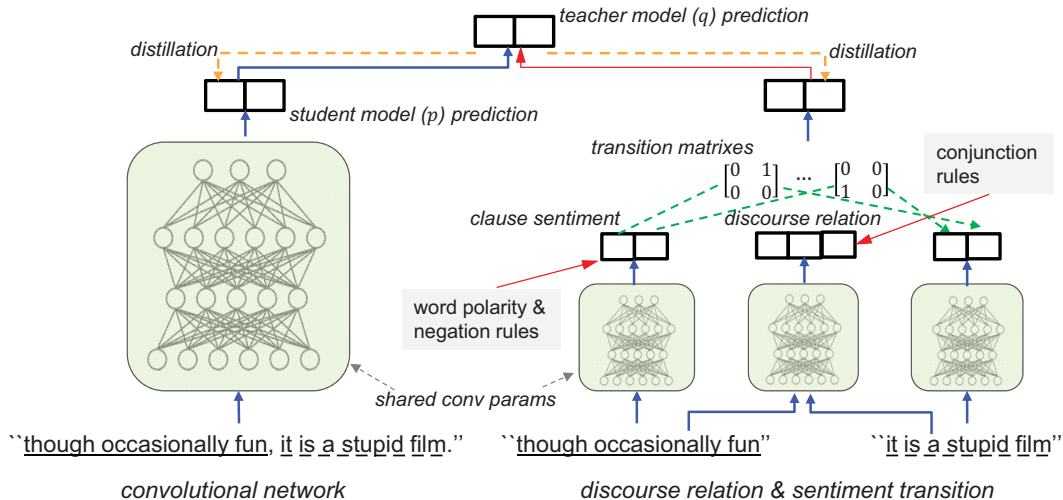 teacher model (q) prediction
distillation
distillation
student model (p) prediction
transition matrixes
conjunction
rules
[0 1
0 0] ... [0 0
1 0]
clause sentiment
discourse relation
word polarity &
negation rules
shared conv params
``though occasionally fun, it is a stupid film.''
``though occasionally fun''
``it is a stupid film''
convolutional network
discourse relation & sentiment transition